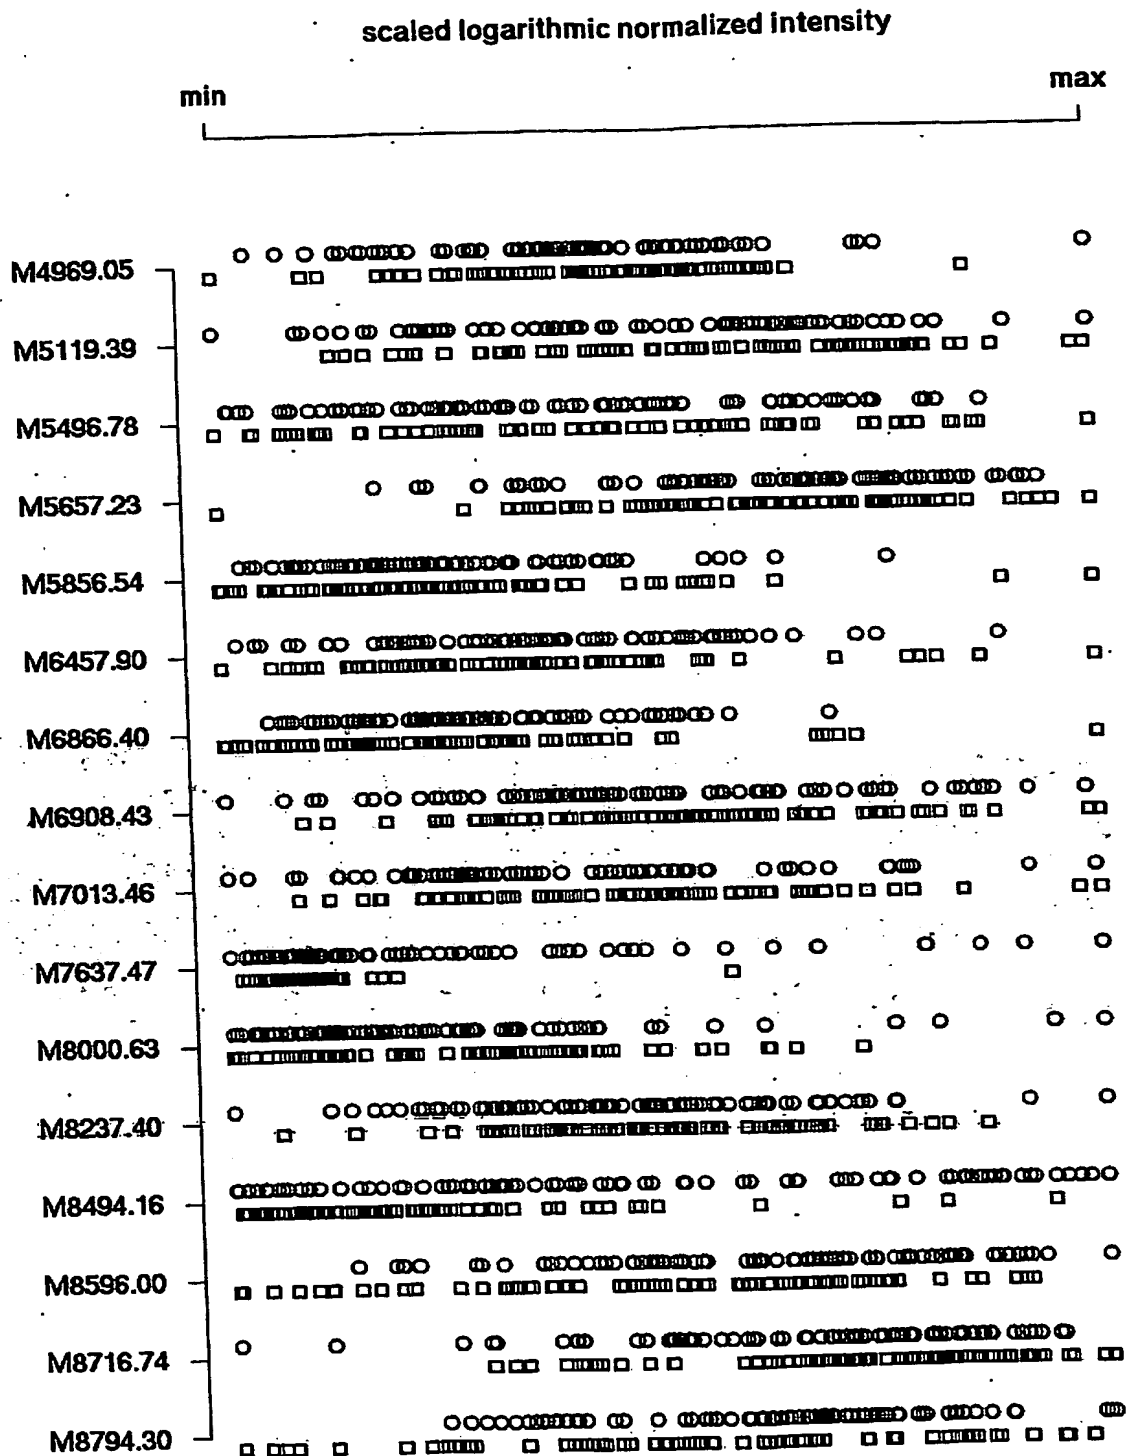 scaled logarithmic normalized intensity
min
max
M4969.05
M5119.39
M5496.78
M5657.23
M5856.54
M6457.90
M6866.40
M6908.43
M7013.46
M7637.47
M8000.63
M8237.40
M8494.16
M8596.00
M8716.74
M8794.30